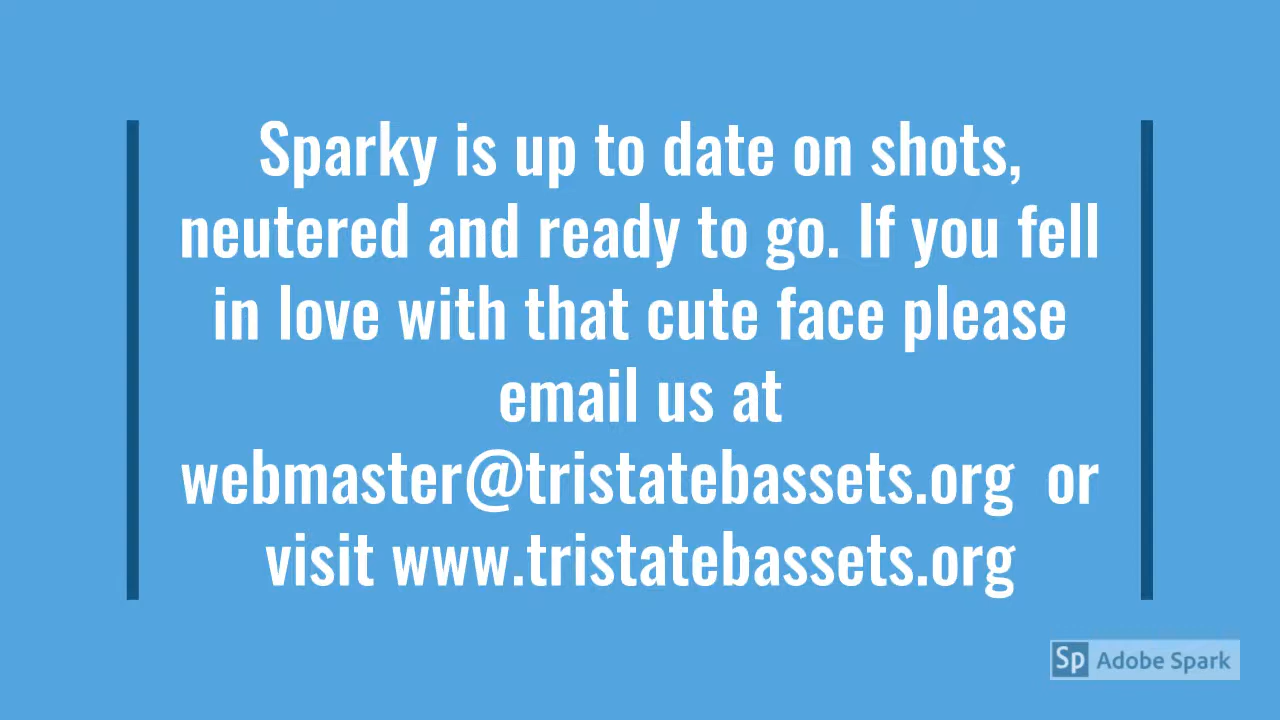 Sparky is up to date on shots,
neutered and ready to go. If you fell
in love with that cute face please
email us at
webmaster@tristatebassets.org or
visit www.tristatebassets.org
Sp Adobe Spark